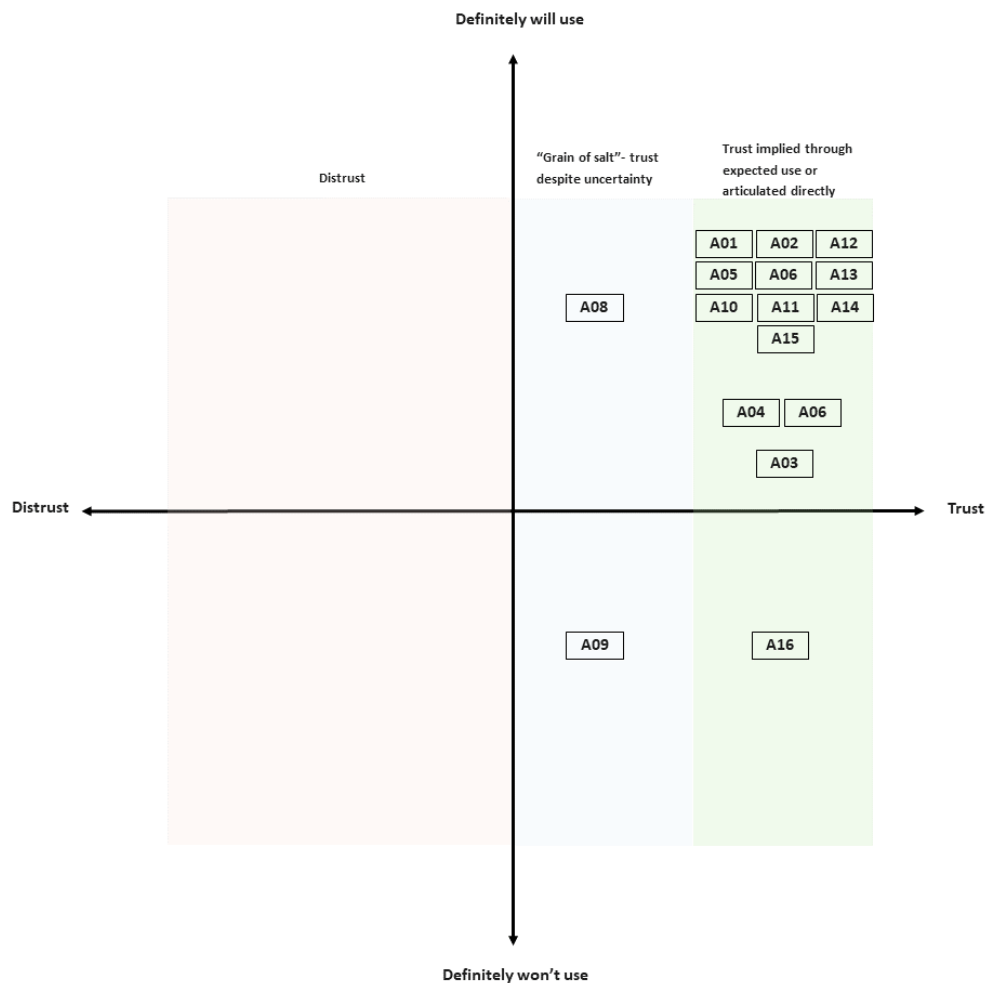 Definitely will use
Distrust
“Grain of salt”- trust
despite uncertainty
Trust implied through
expected use or
articulated directly
A01 A02 A12
A05 A06 A13
A08
A10 A11 A14
A15
A04 A06
A03
Distrust
Trust
A09
A16
Definitely won’t use